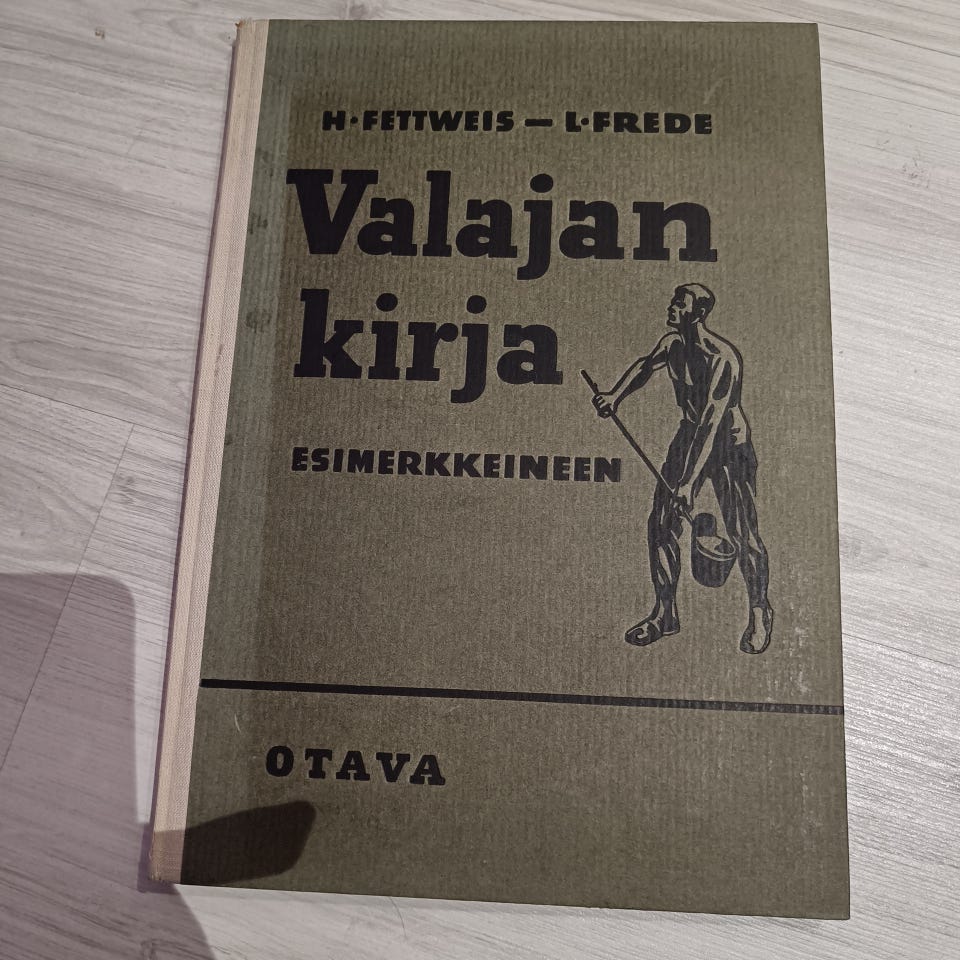 H·FETTWEIS — L·FREDE
Valajan
kirja
ESIMERKKEINEEN
OTAVA